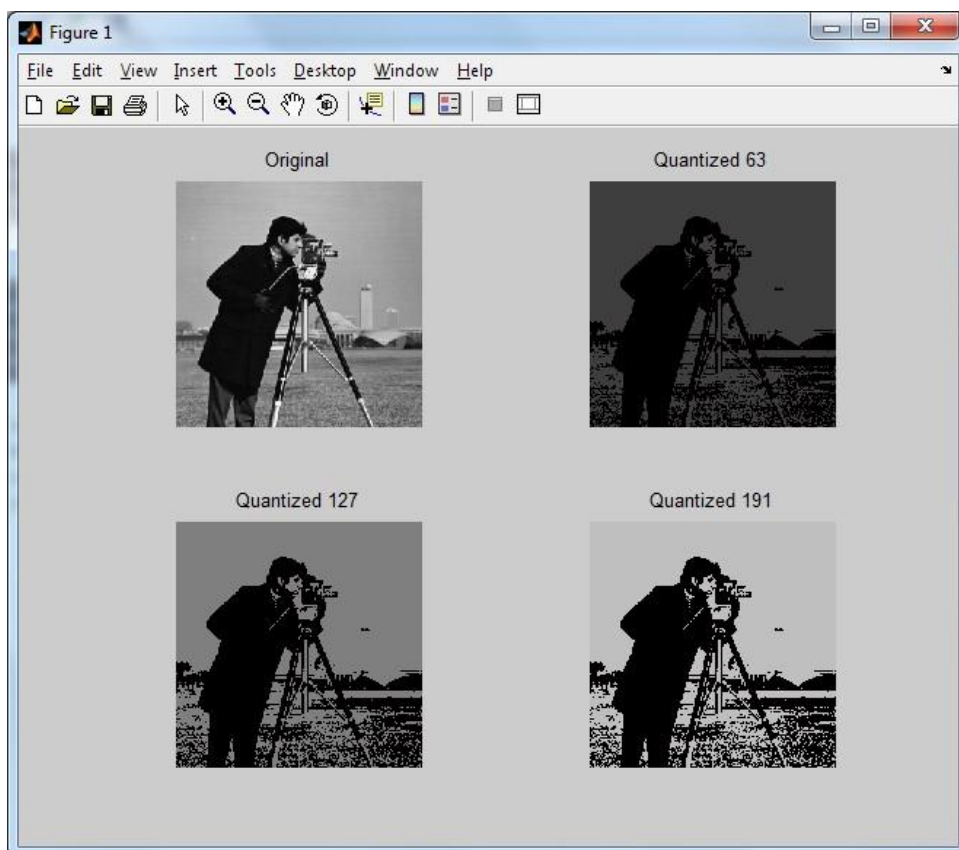 Figure 1
File Edit View Insert Tools Desktop Window Help
Original
Quantized 63
Quantized 127
Quantized 191